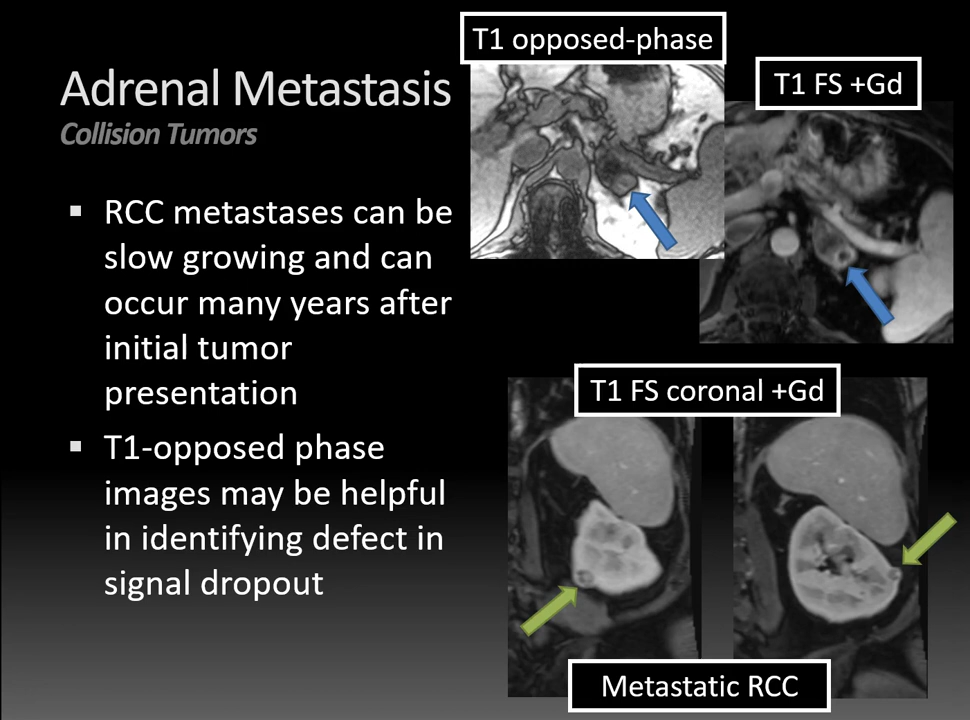 T1 opposed-phase
Adrenal Metastasis
Collision Tumors
T1 FS +Gd
▪ RCC metastases can be
slow growing and can
occur many years after
initial tumor
presentation
▪ T1-opposed phase
images may be helpful
in identifying defect in
signal dropout
T1 FS coronal +Gd
Metastatic RCC